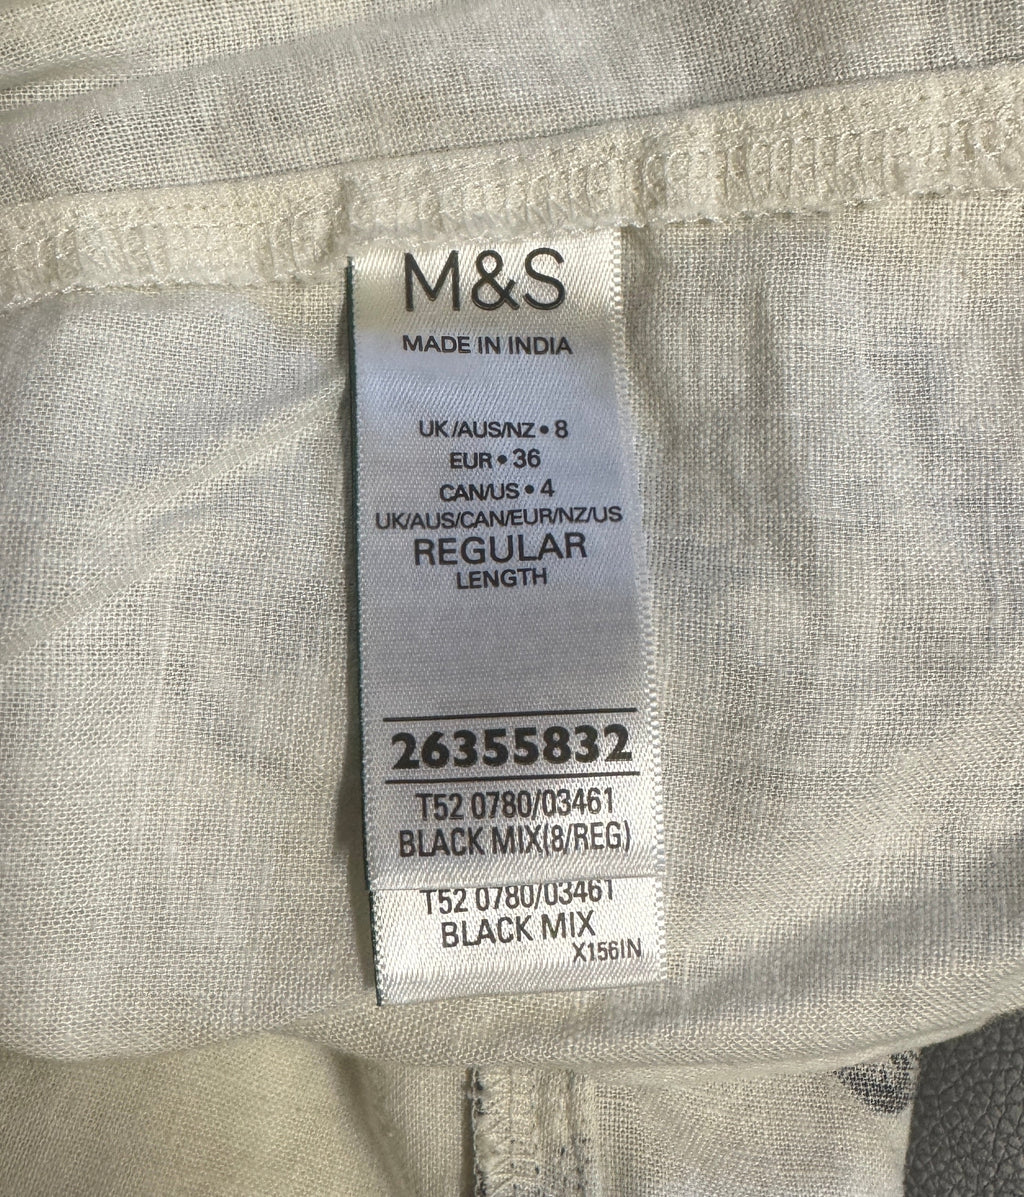 M&S
MADE IN INDIA
UK/AUS/NZ • 8
EUR • 36
CAN/US • 4
UK/AUS/CAN/EUR/NZ/US
REGULAR
LENGTH
26355832
T52 0780/03461
BLACK MIX(8/REG)
T52 0780/03461
BLACK MIX
X156IN